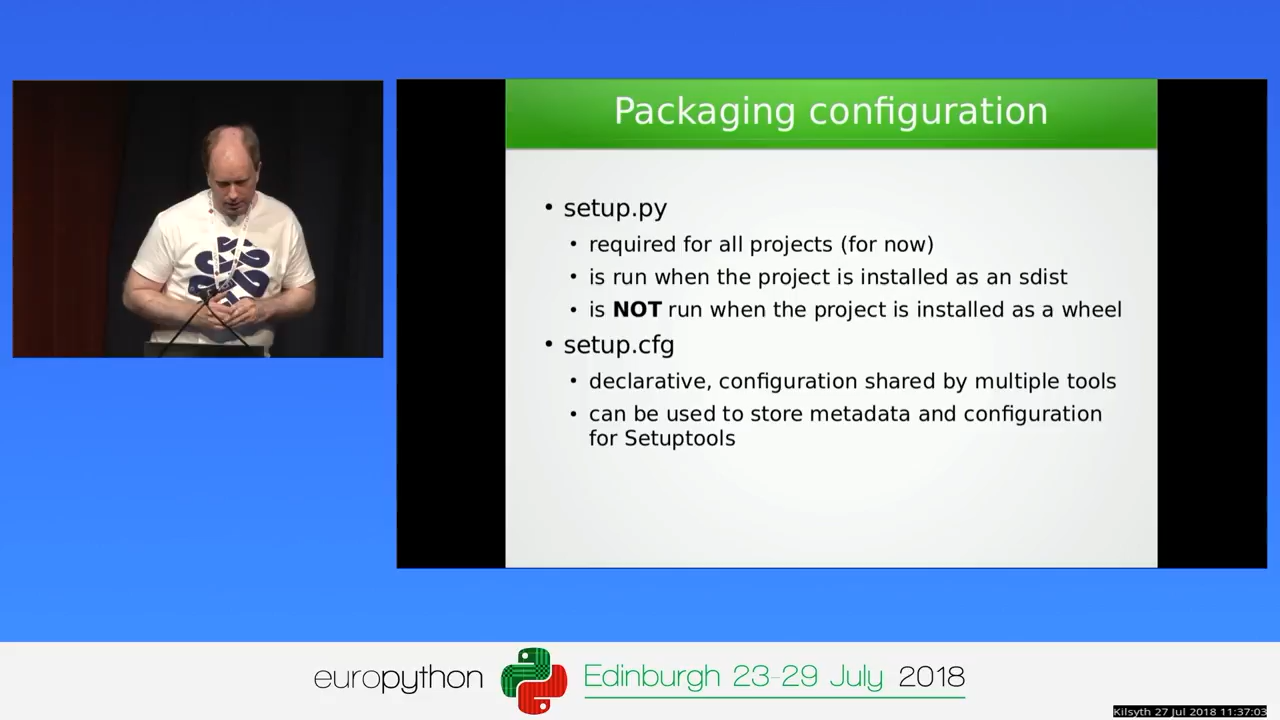 Packaging configuration
• setup.py
• required for all projects (for now)
• is run when the project is installed as an sdist
• is NOT run when the project is installed as a wheel
• setup.cfg
• declarative, configuration shared by multiple tools
• can be used to store metadata and configuration
for Setuptools
europython Edinburgh 23-29 July 2018
Kilsyth 27 Jul 2018 11:37:03